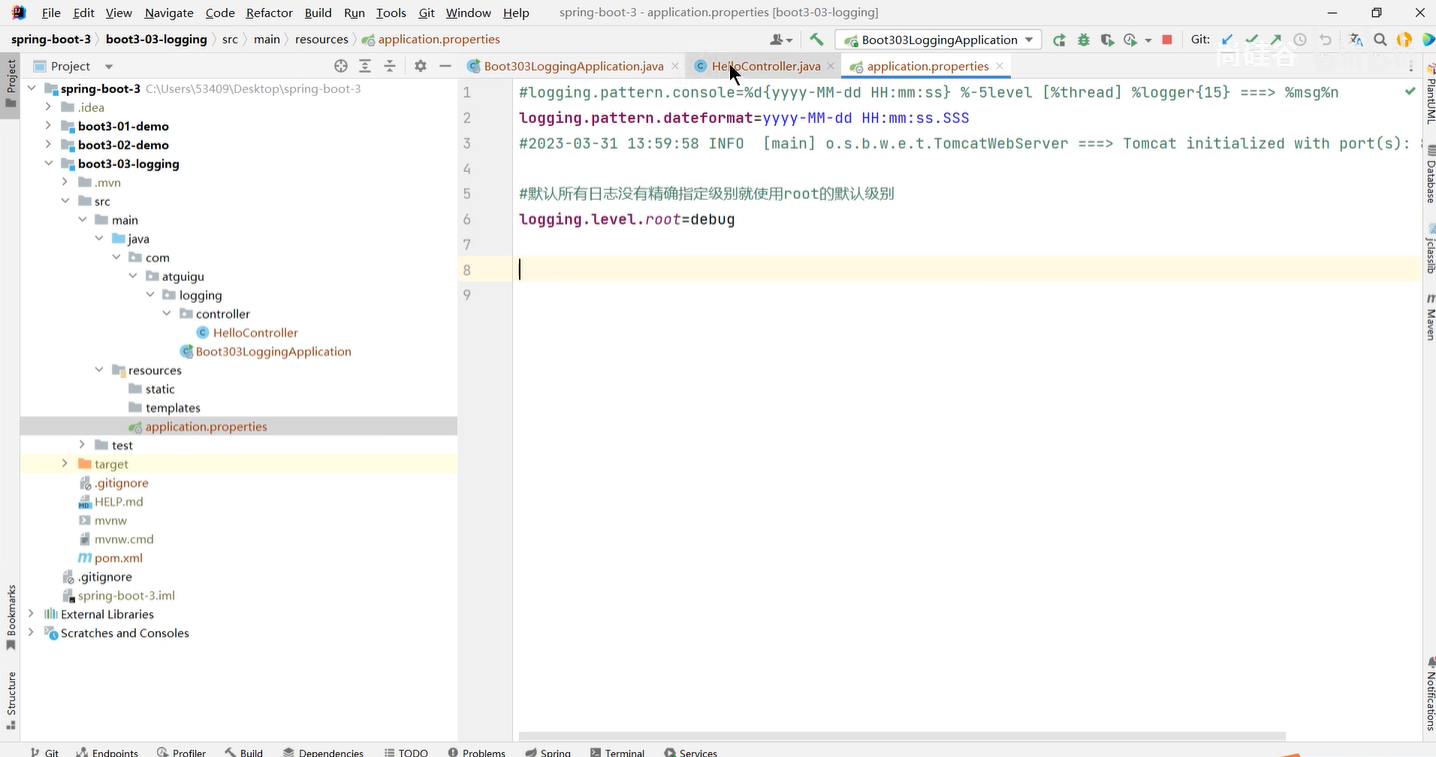 File Edit View Navigate Code Refactor Build Run Tools Git Window Help spring-boot-3 - application.properties [boot3-03-logging]
spring-boot-3 boot3-03-logging src main resources application.properties Boot303LoggingApplication Git:
尚硅谷
Project Boot303LoggingApplication.java HelloController.java application.properties
Project
spring-boot-3 C:\Users\53409\Desktop\spring-boot-3
.idea
boot3-01-demo
boot3-02-demo
boot3-03-logging
.mvn
src
main
java
com
atguigu
logging
controller
HelloController
Boot303LoggingApplication
resources
static
templates
application.properties
test
target
.gitignore
HELP.md
mvnw
mvnw.cmd
pom.xml
.gitignore
spring-boot-3.iml
External Libraries
Scratches and Consoles
Bookmarks
Structure
1 #logging.pattern.console=%d{yyyy-MM-dd HH:mm:ss} %-5level [%thread] %logger{15} ===> %msg%n
2 logging.pattern.dateformat=yyyy-MM-dd HH:mm:ss.SSS
3 #2023-03-31 13:59:58 INFO  [main] o.s.b.w.e.t.TomcatWebServer ===> Tomcat initialized with port(s):
4
5 #默认所有日志没有精确指定级别就使用root的默认级别
6 logging.level.root=debug
7
8
9
PlantUML
Database
jclasslib
Maven
Notifications
Git Endpoints Profiler Build Dependencies TODO Problems Spring Terminal Services